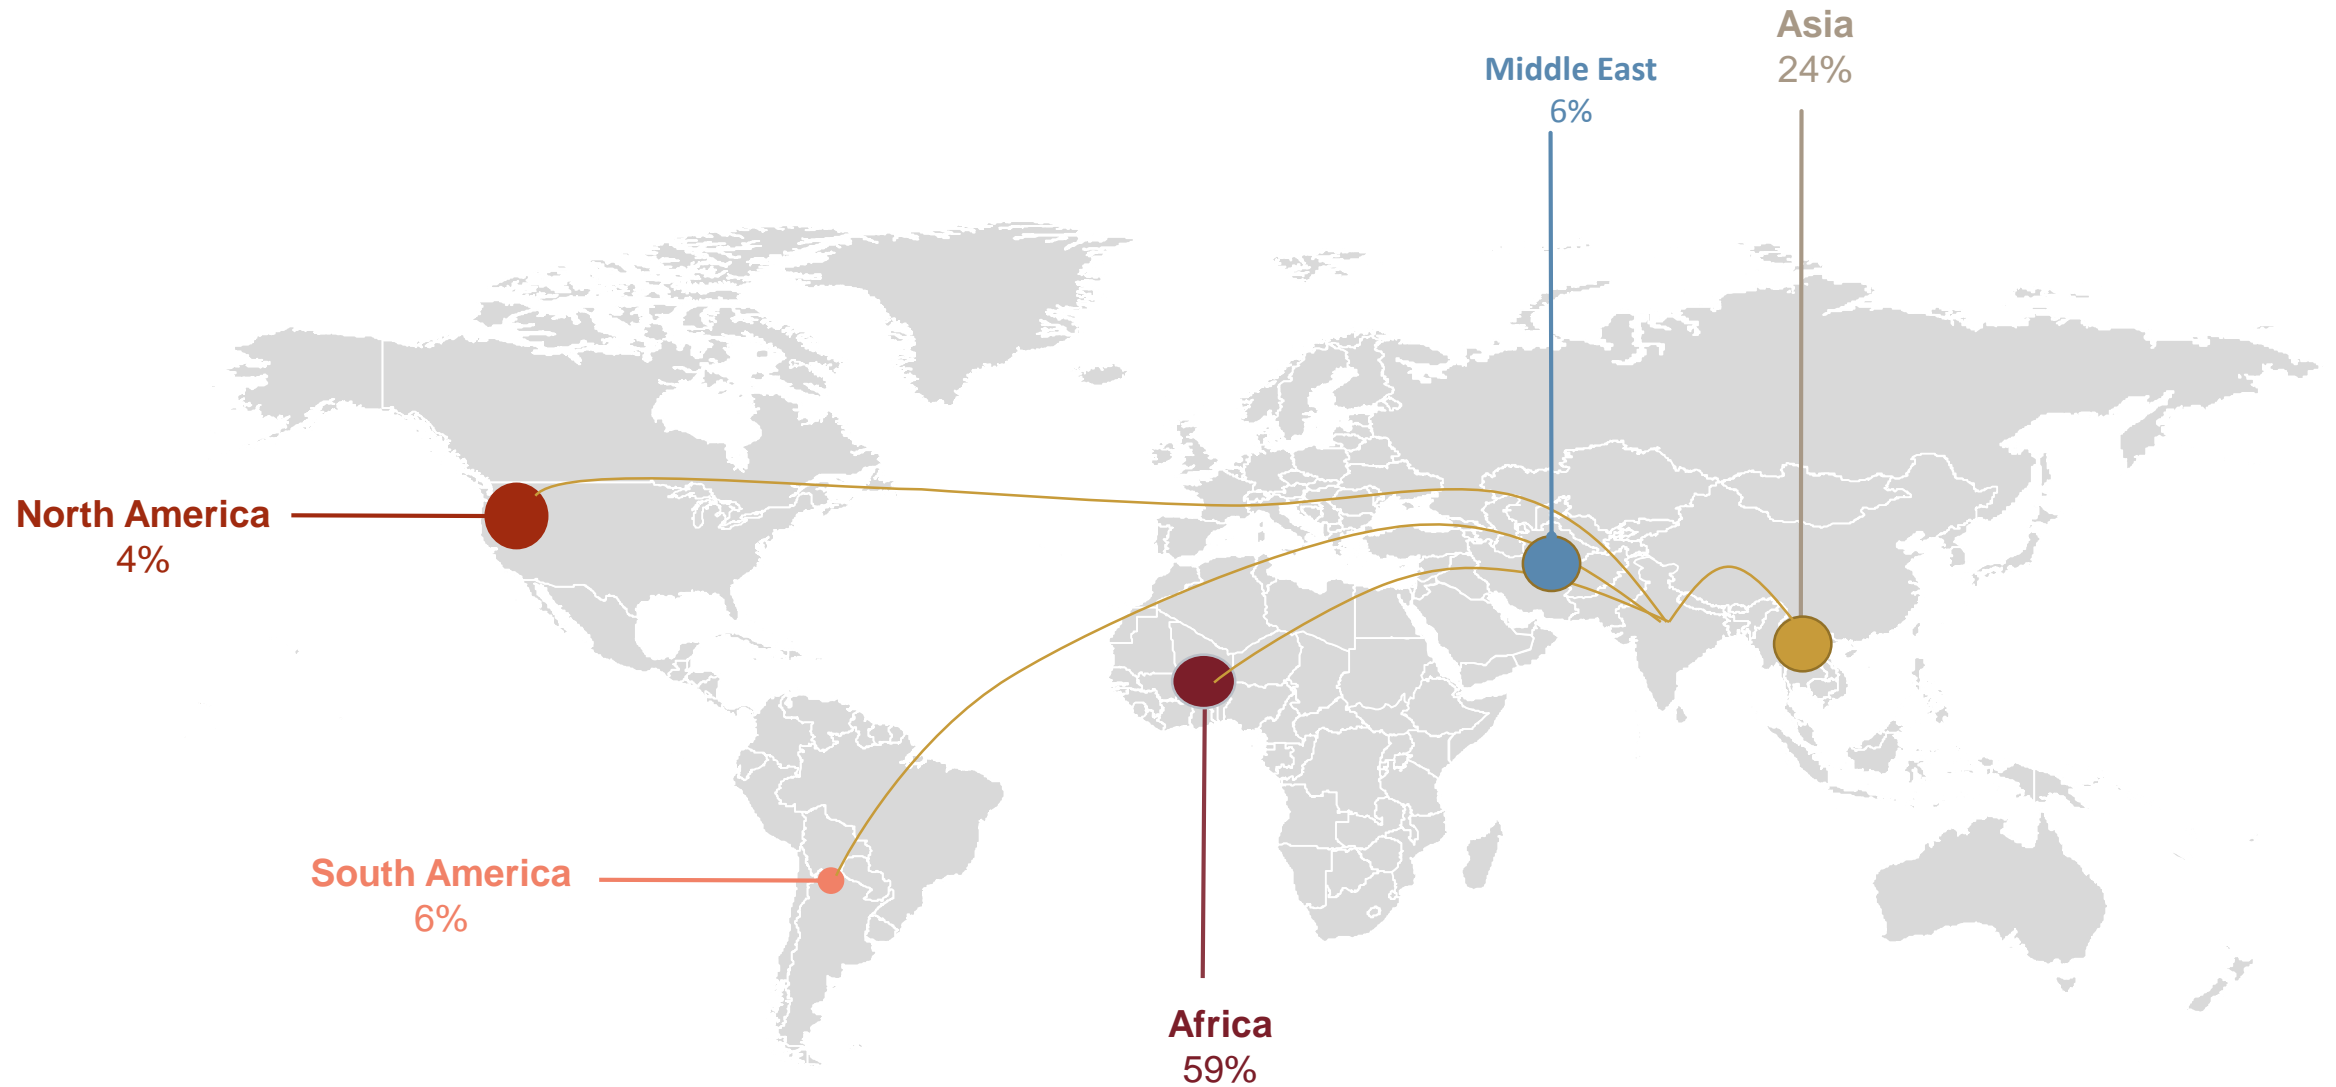 Asia
24%
Middle East
6%
North America
4%
South America
6%
Africa
59%